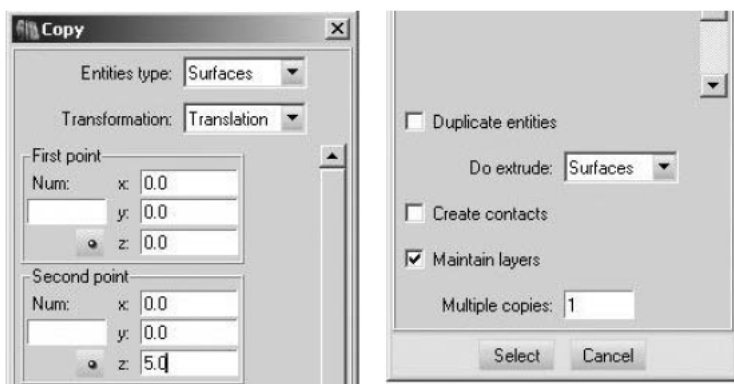 Copy
Entities type: Surfaces
Transformation: Translation
First point
Num: x: 0.0
y: 0.0
z: 0.0
Second point
Num: x: 0.0
y: 0.0
z: 5.0
Duplicate entities
Do extrude: Surfaces
Create contacts
Maintain layers
Multiple copies: 1
Select Cancel